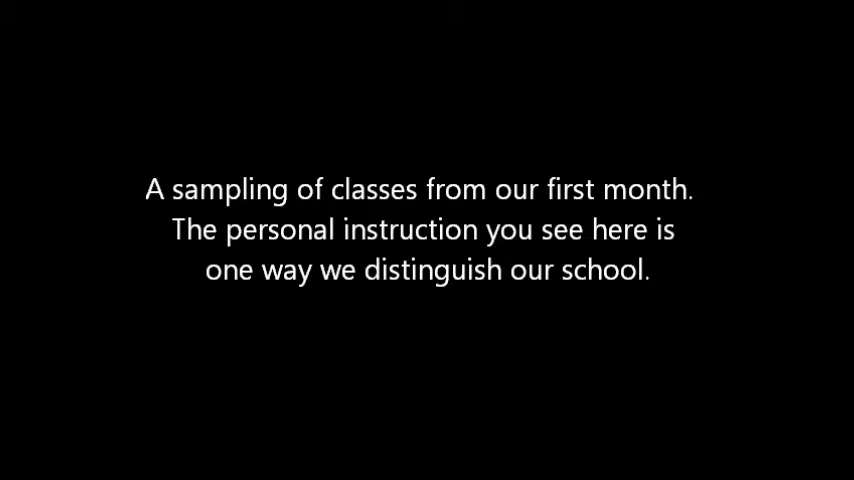 A sampling of classes from our first month.
The personal instruction you see here is
one way we distinguish our school.